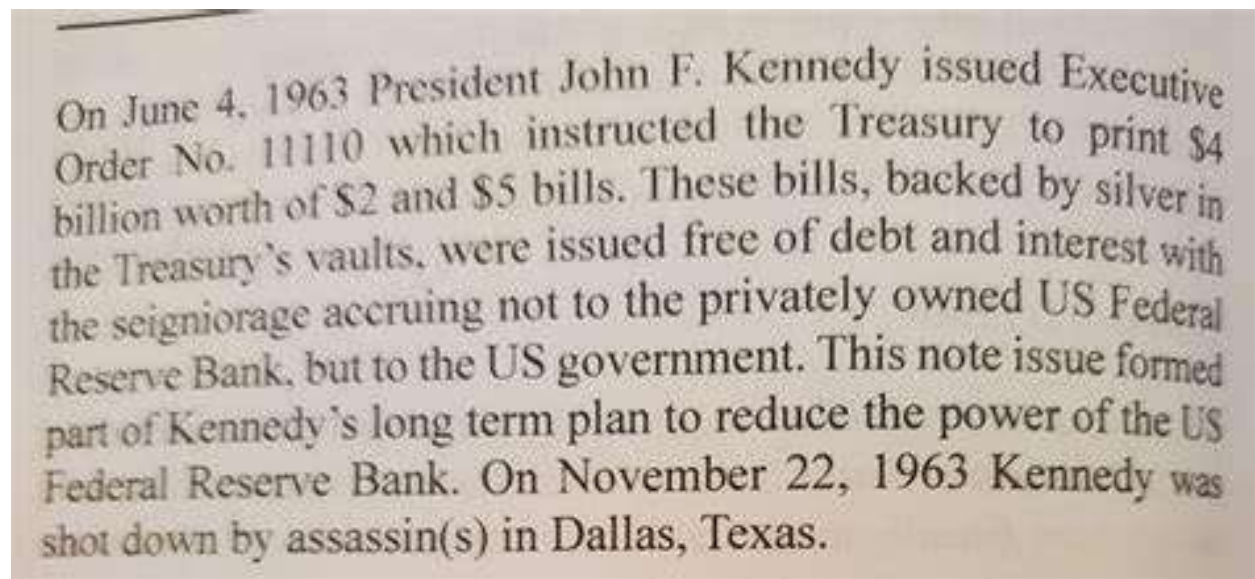 On June 4, 1963 President John F. Kennedy issued Executive
Order No. 11110 which instructed the Treasury to print $4
billion worth of $2 and $5 bills. These bills, backed by silver in
the Treasury's vaults, were issued free of debt and interest with
the seigniorage accruing not to the privately owned US Federal
Reserve Bank, but to the US government. This note issue formed
part of Kennedy's long term plan to reduce the power of the US
Federal Reserve Bank. On November 22, 1963 Kennedy was
shot down by assassin(s) in Dallas, Texas.